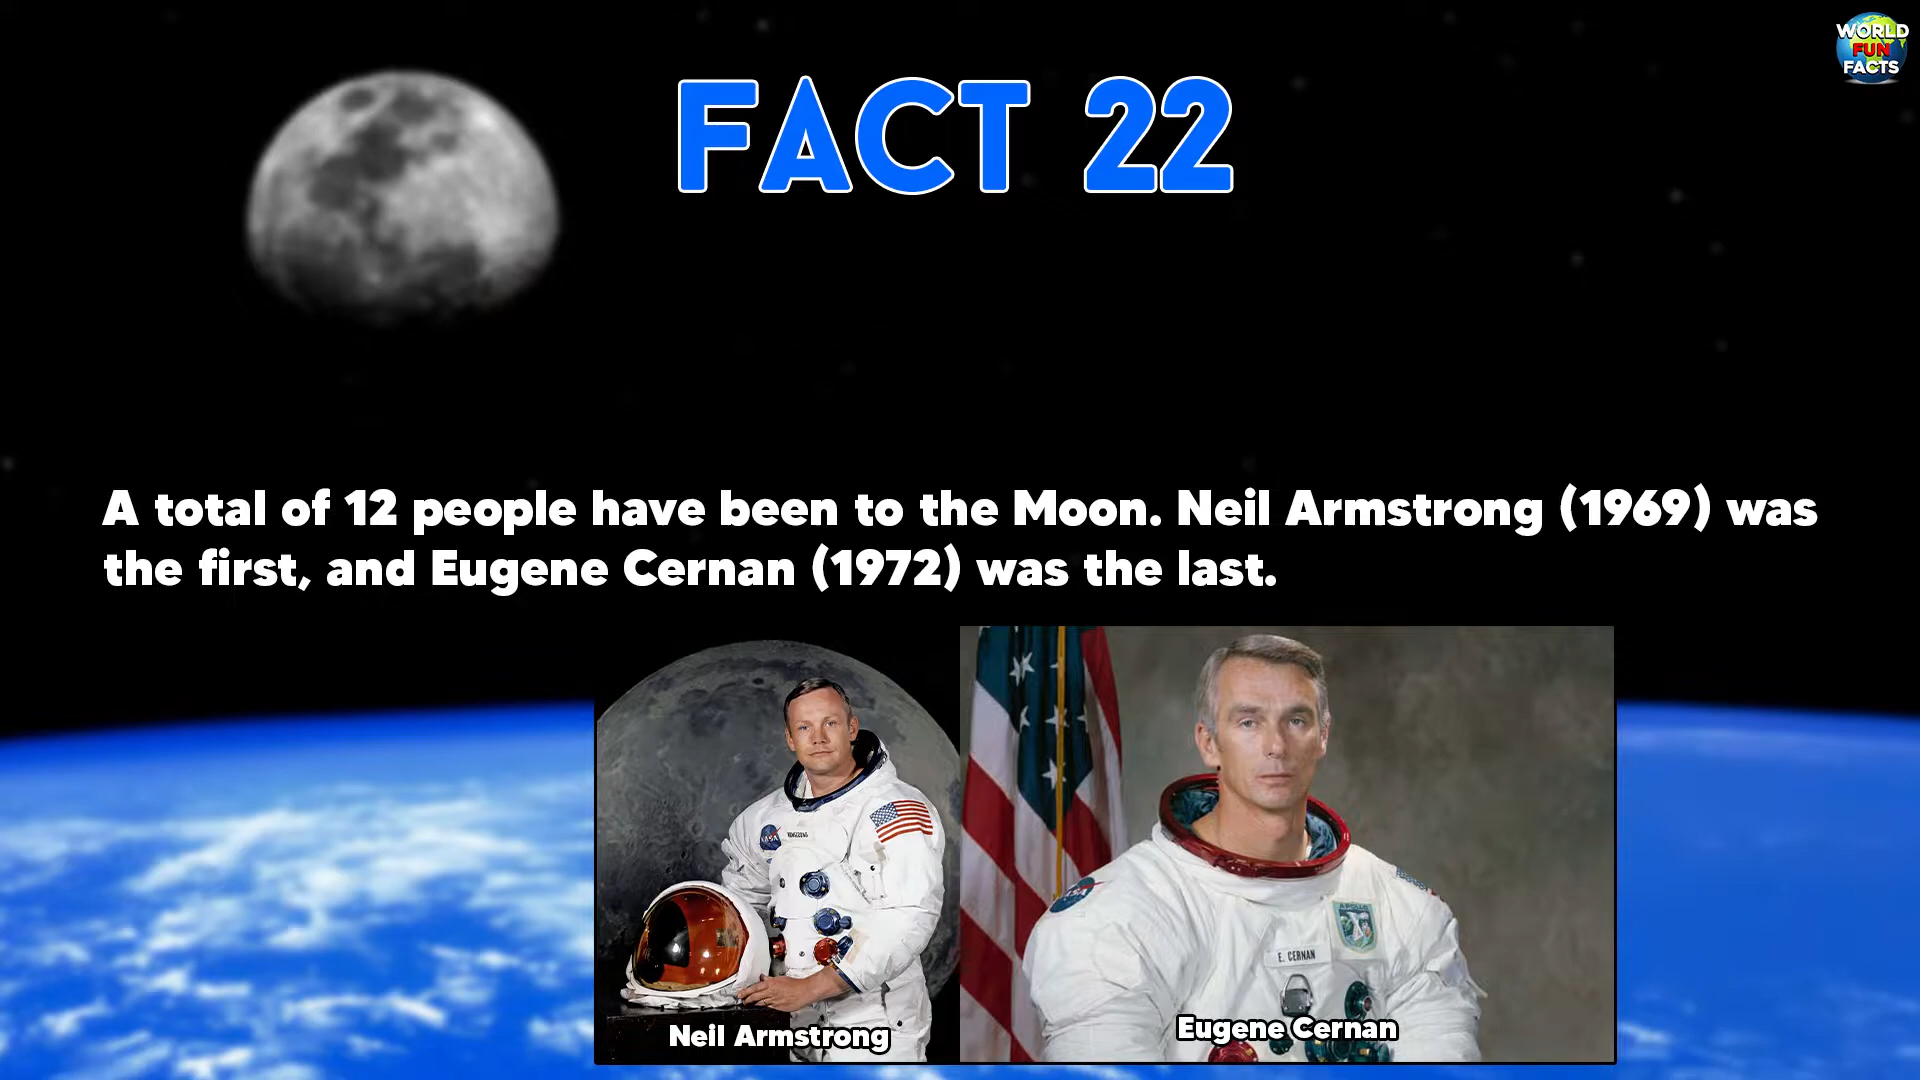 WORLD
FUN
FACTS
FACT 22
A total of 12 people have been to the Moon. Neil Armstrong (1969) was
the first, and Eugene Cernan (1972) was the last.
NASA
NASA
APOLLO
E. CERNAN
Neil Armstrong
Eugene Cernan